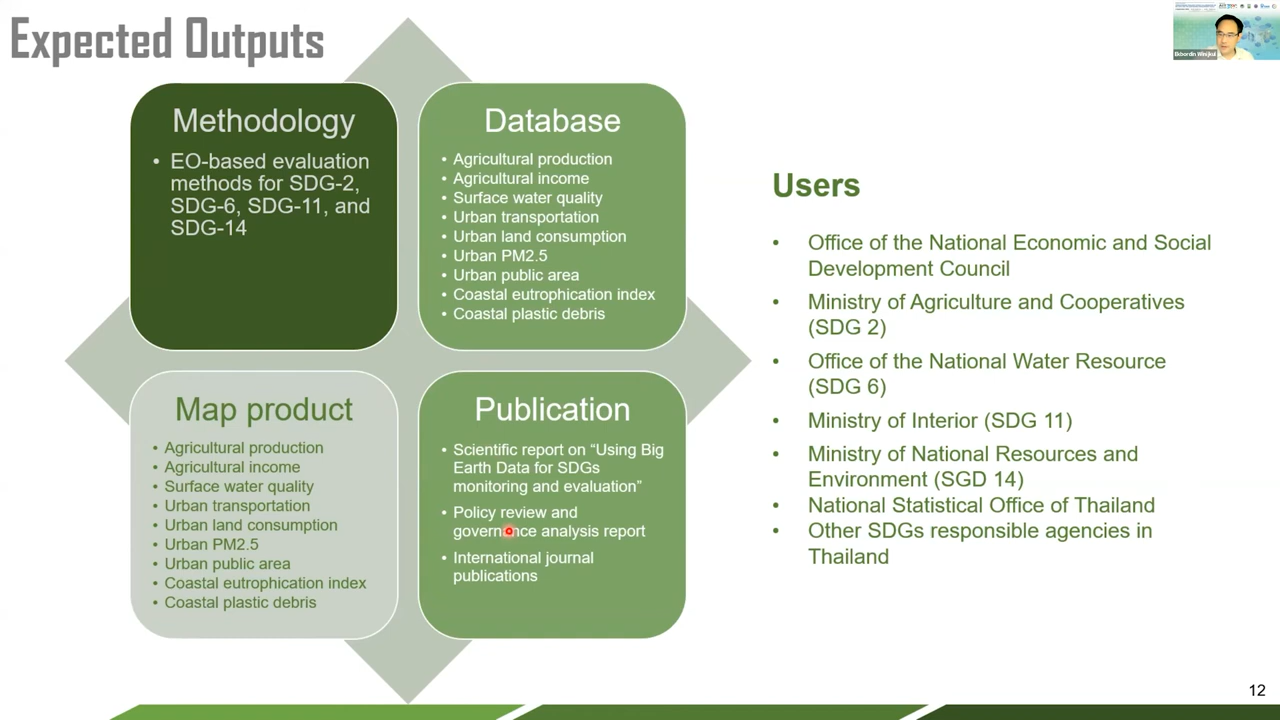 Expected Outputs
Methodology
• EO-based evaluation
methods for SDG-2,
SDG-6, SDG-11, and
SDG-14
Database
• Agricultural production
• Agricultural income
• Surface water quality
• Urban transportation
• Urban land consumption
• Urban PM2.5
• Urban public area
• Coastal eutrophication index
• Coastal plastic debris
Map product
• Agricultural production
• Agricultural income
• Surface water quality
• Urban transportation
• Urban land consumption
• Urban PM2.5
• Urban public area
• Coastal eutrophication index
• Coastal plastic debris
Publication
• Scientific report on “Using Big
Earth Data for SDGs
monitoring and evaluation”
• Policy review and
governance analysis report
• International journal
publications
Users
• Office of the National Economic and Social
Development Council
• Ministry of Agriculture and Cooperatives
(SDG 2)
• Office of the National Water Resource
(SDG 6)
• Ministry of Interior (SDG 11)
• Ministry of National Resources and
Environment (SGD 14)
• National Statistical Office of Thailand
• Other SDGs responsible agencies in
Thailand
Ekbordin Winijkul
12